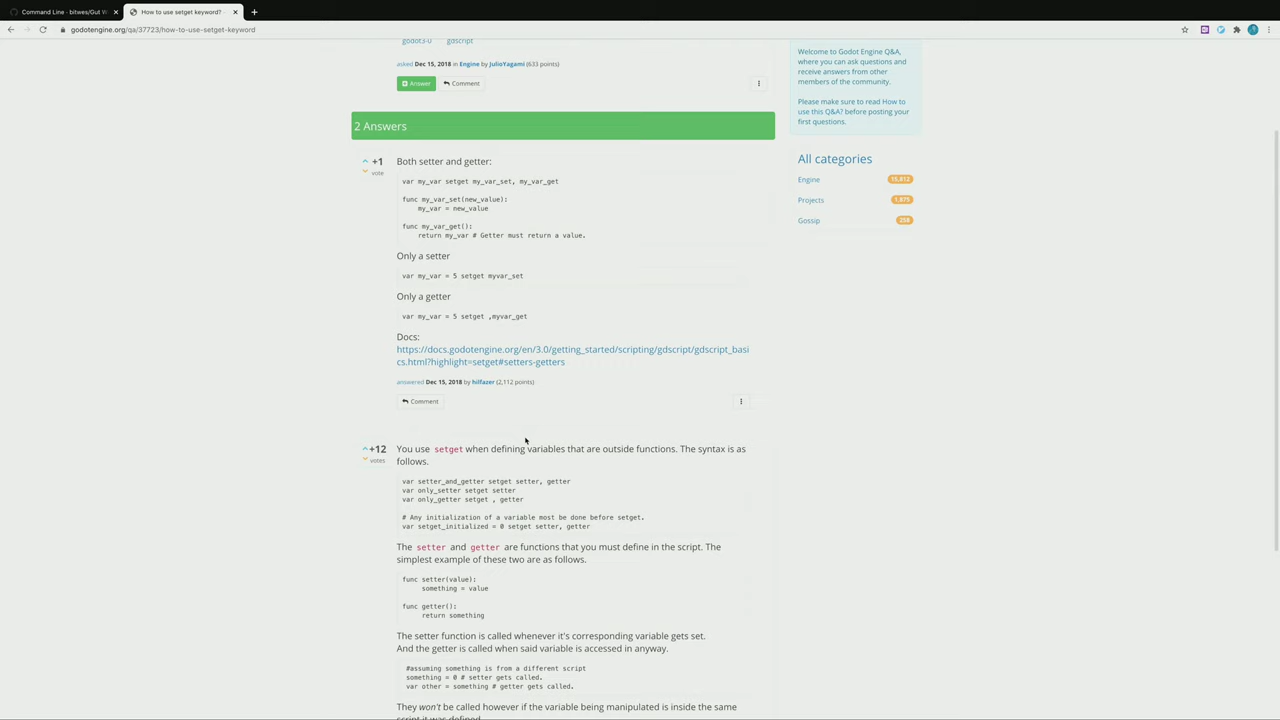 Command Line - bitwes/Gut W
How to use setget keyword? -
godotengine.org/qa/37723/how-to-use-setget-keyword
godot3-0 gdscript
asked Dec 15, 2018 in Engine by JulioYagami (633 points)
Answer Comment
Welcome to Godot Engine Q&A,
where you can ask questions and
receive answers from other
members of the community.
Please make sure to read How to
use this Q&A? before posting your
first questions.
2 Answers
All categories
Engine 15,812
Projects 1,875
Gossip 258
+1
vote
Both setter and getter:
var my_var setget my_var_set, my_var_get
func my_var_set(new_value):
my_var = new_value
func my_var_get():
return my_var # Getter must return a value.
Only a setter
var my_var = 5 setget myvar_set
Only a getter
var my_var = 5 setget ,myvar_get
Docs:
https://docs.godotengine.org/en/3.0/getting_started/scripting/gdscript/gdscript_basi
cs.html?highlight=setget#setters-getters
answered Dec 15, 2018 by hilfazer (2,112 points)
Comment
+12
votes
You use setget when defining variables that are outside functions. The syntax is as
follows.
var setter_and_getter setget setter, getter
var only_setter setget setter
var only_getter setget , getter
# Any initialization of a variable most be done before setget.
var setget_initialized = 0 setget setter, getter
The setter and getter are functions that you must define in the script. The
simplest example of these two are as follows.
func setter(value):
something = value
func getter():
return something
The setter function is called whenever it's corresponding variable gets set.
And the getter is called when said variable is accessed in anyway.
#assuming something is from a different script
something = 0 # setter gets called.
var other = something # getter gets called.
They won't be called however if the variable being manipulated is inside the same
script it was defined